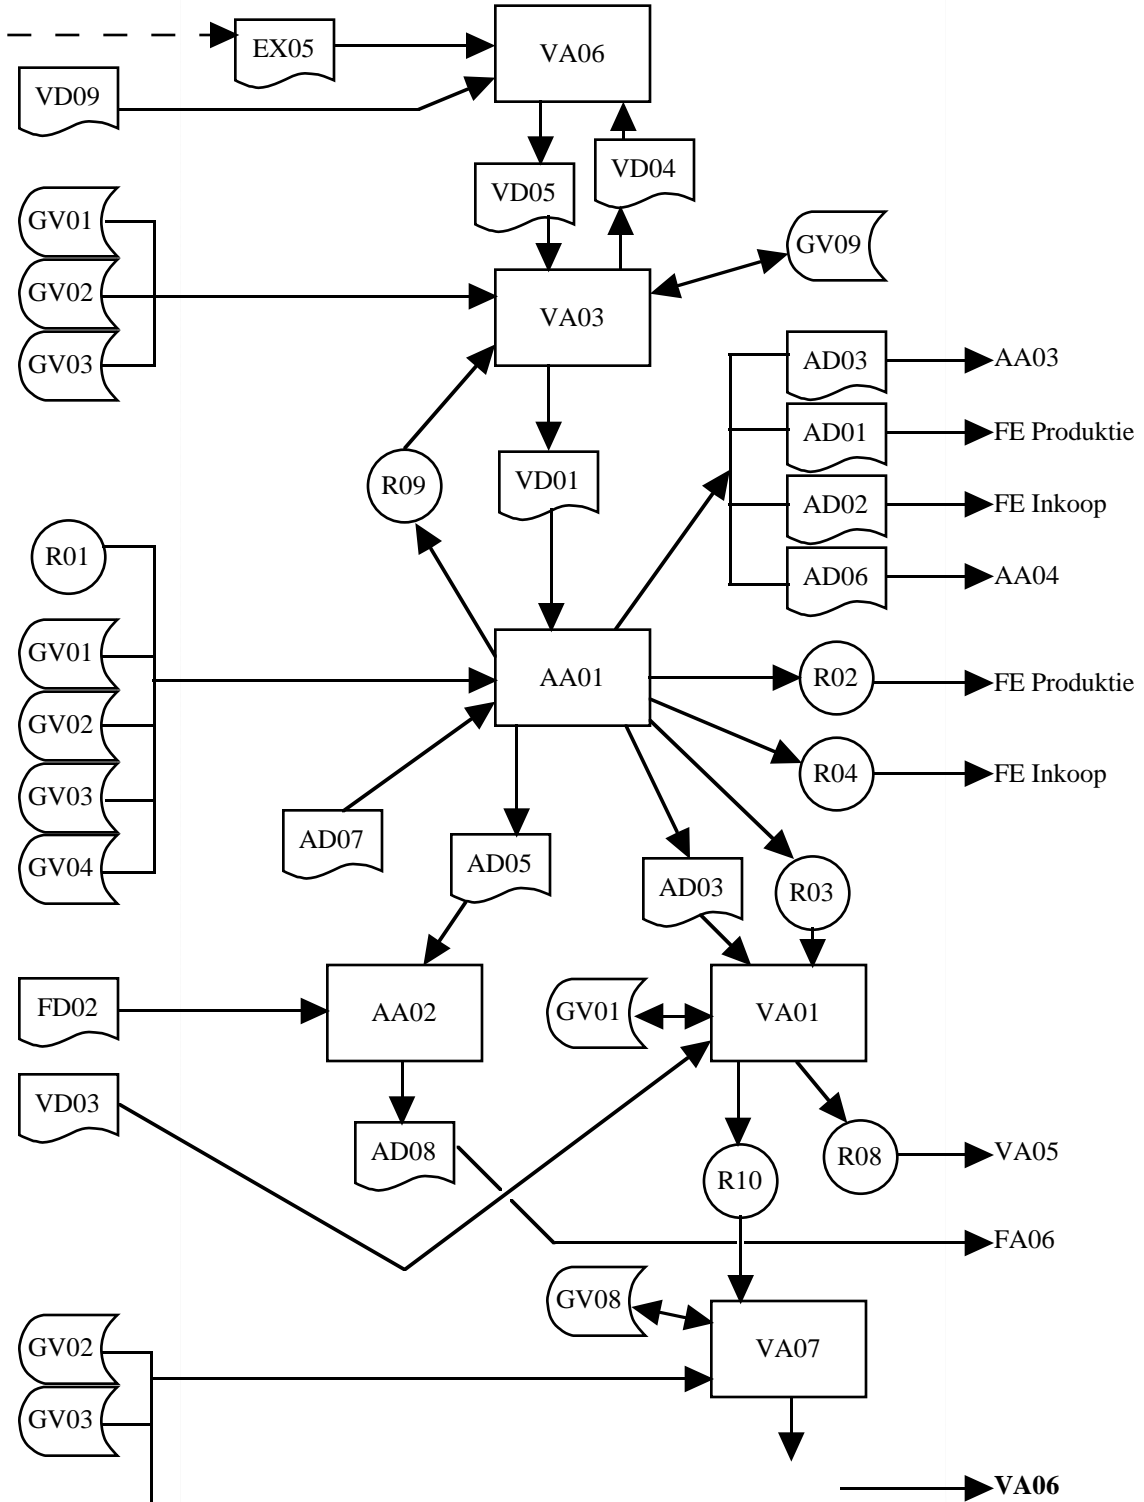 EX05
VA06
VD09
VD05
VD04
GV01
GV02
GV03
VA03
GV09
AD03
AA03
AD01
FE Produktie
AD02
FE Inkoop
AD06
AA04
R09
VD01
R01
GV01
GV02
GV03
GV04
AA01
R02
FE Produktie
R04
FE Inkoop
AD07
AD05
AD03
R03
FD02
AA02
GV01
VA01
VD03
AD08
R10
R08
VA05
FA06
GV08
VA07
GV02
GV03
VA06